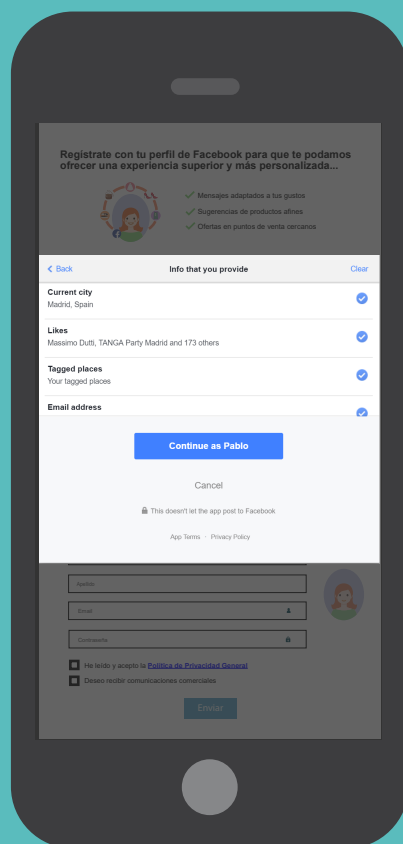 Regístrate con tu perfil de Facebook para que te podamos
ofrecer una experiencia superior y más personalizada...
Mensajes adaptados a tus gustos
Sugerencias de productos afines
Ofertas en puntos de venta cercanos
Back
Info that you provide
Clear
Current city
Madrid, Spain
Likes
Massimo Dutti, TANGA Party Madrid and 173 others
Tagged places
Your tagged places
Email address
Continue as Pablo
Cancel
This doesn't let the app post to Facebook
App Terms · Privacy Policy
Apellido
Email
Contraseña
He leído y acepto la Política de Privacidad General
Deseo recibir comunicaciones comerciales
Enviar